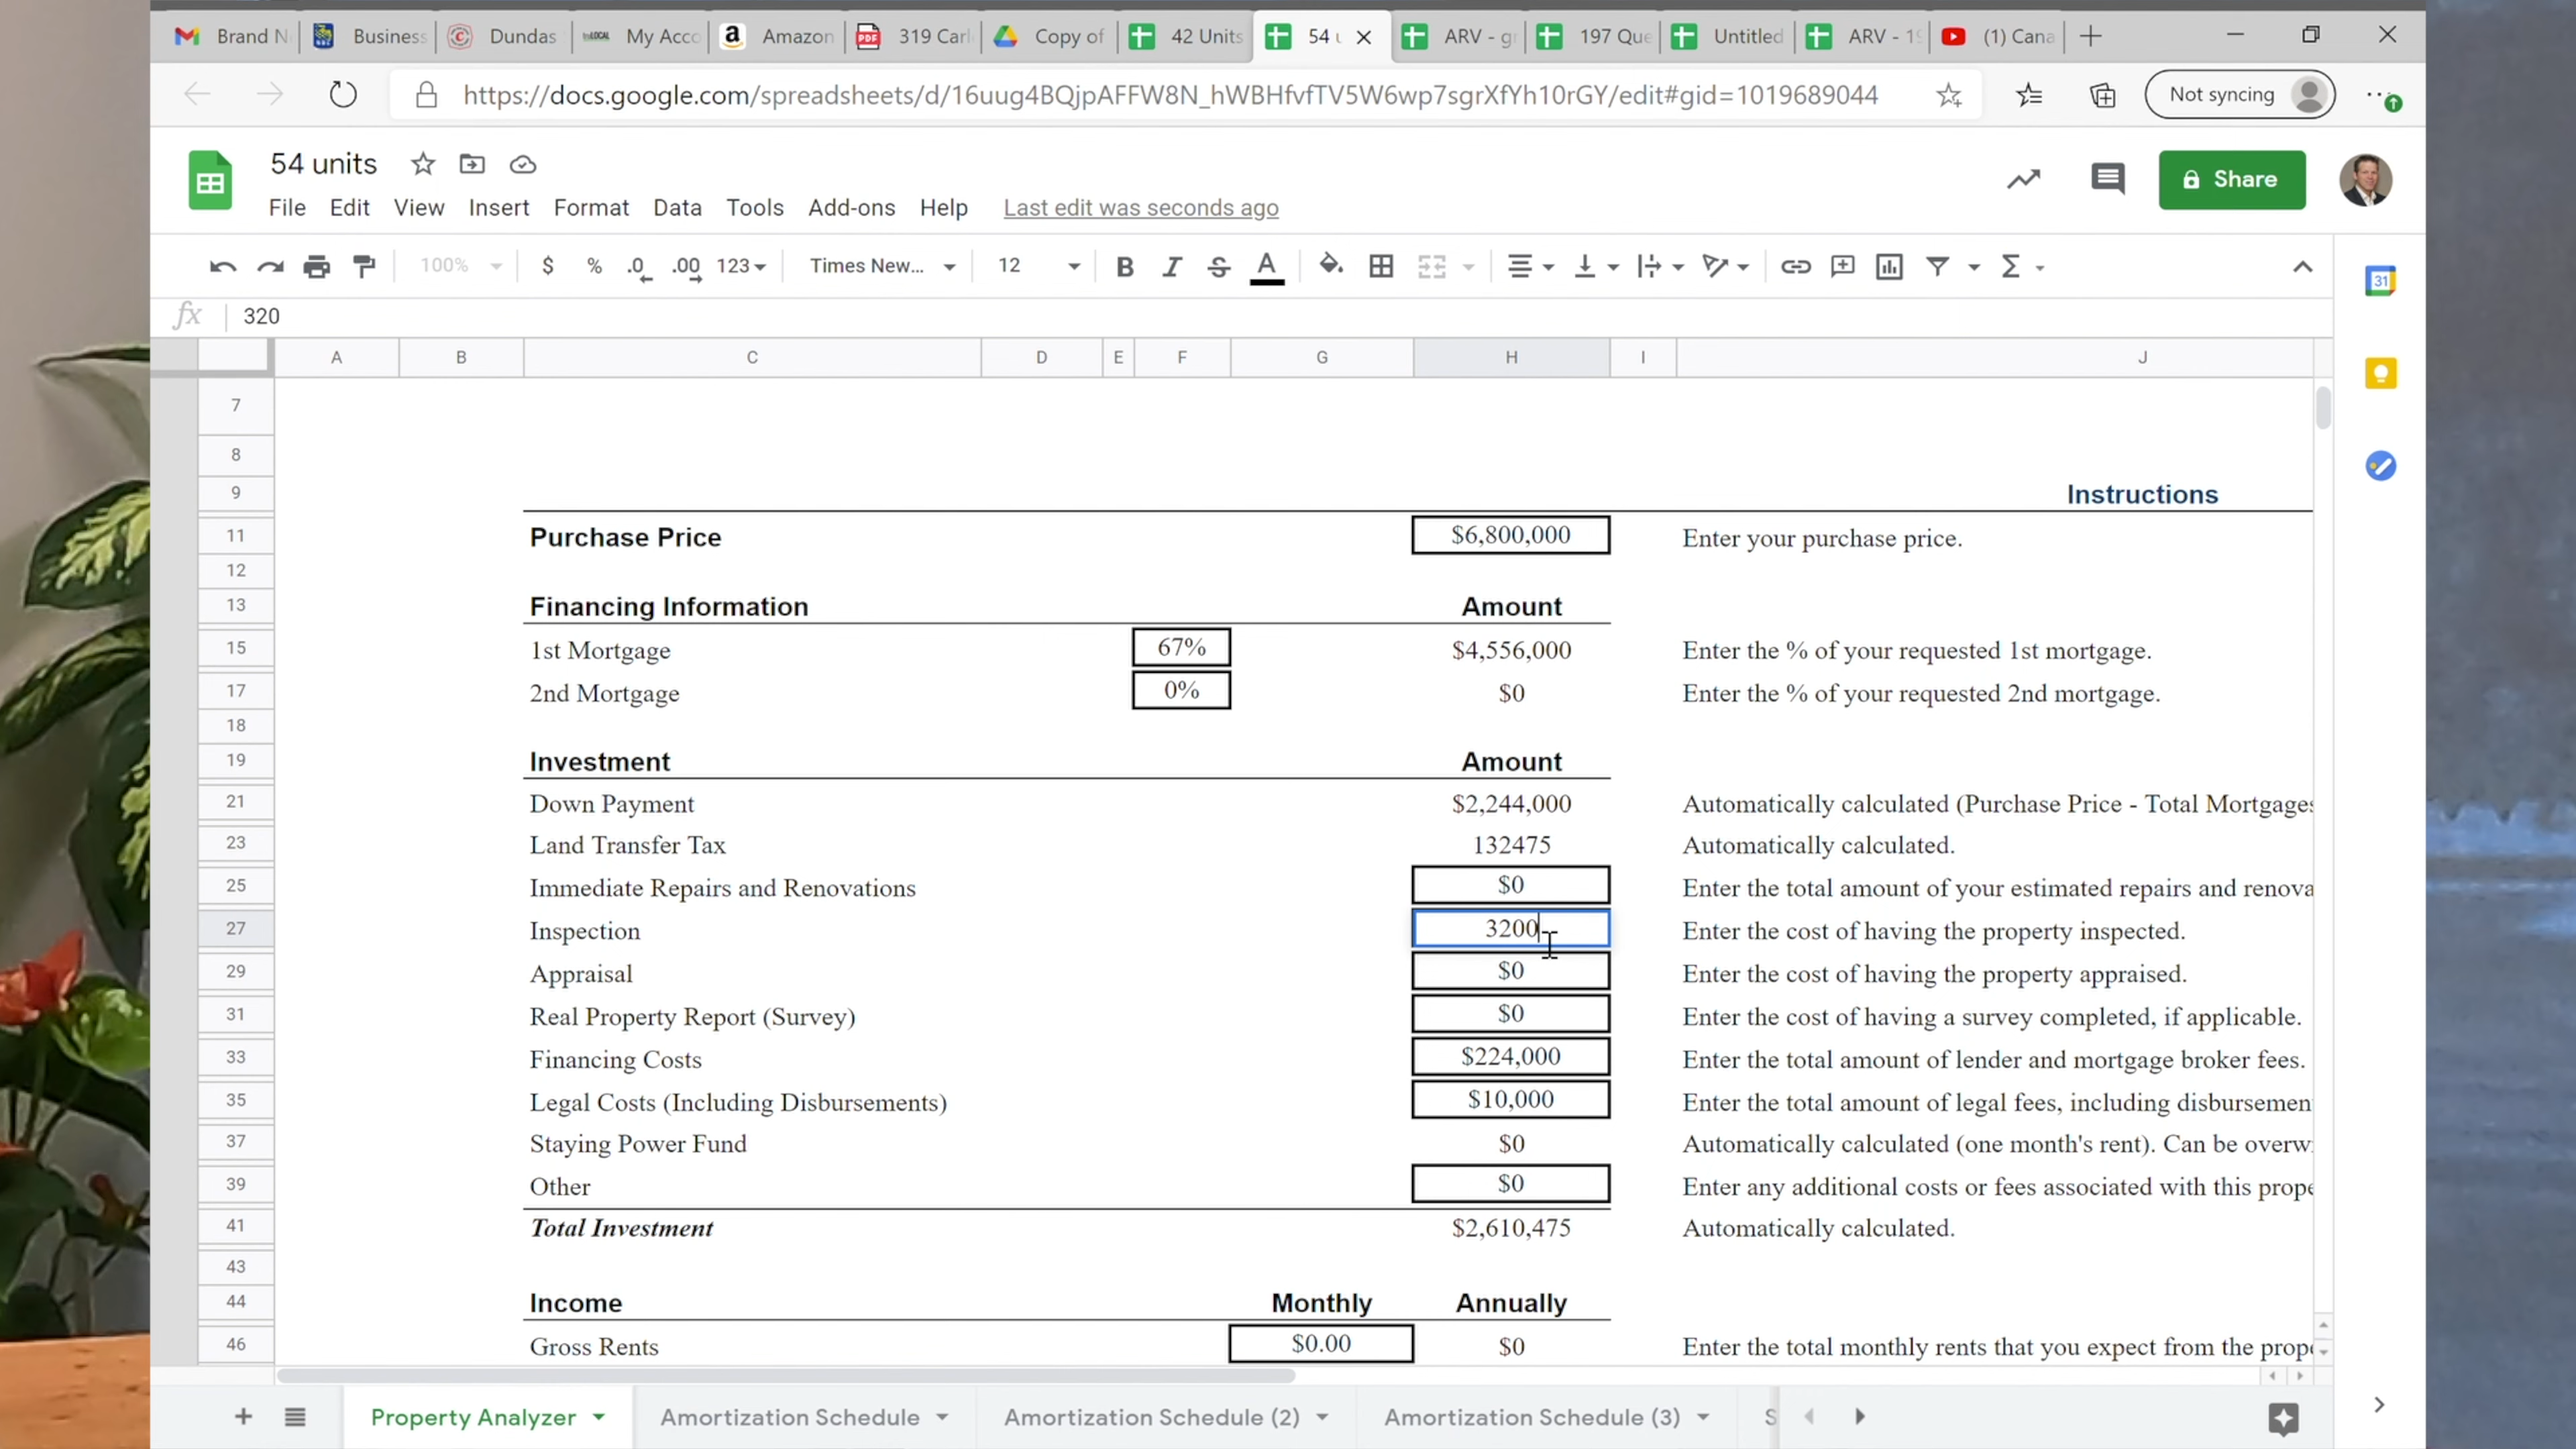 Brand N
Business
Dundas
My Acco
Amazon
319 Carl
Copy of
42 Units
54 u
ARV - gr
197 Que
Untitled
ARV - 19
(1) Cana
https://docs.google.com/spreadsheets/d/16uug4BQjpAFFW8N_hWBHfvfTV5W6wp7sgrXfYh10rGY/edit#gid=1019689044
Not syncing
54 units
File Edit View Insert Format Data Tools Add-ons Help Last edit was seconds ago
Share
100% $ % .0 .00 123 Times New... 12 B I S A
31
fx 320
A B C D E F G H I J
7
8
9 Instructions
11 Purchase Price $6,800,000 Enter your purchase price.
12
13 Financing Information Amount
15 1st Mortgage 67% $4,556,000 Enter the % of your requested 1st mortgage.
17 2nd Mortgage 0% $0 Enter the % of your requested 2nd mortgage.
18
19 Investment Amount
21 Down Payment $2,244,000 Automatically calculated (Purchase Price - Total Mortgages
23 Land Transfer Tax 132475 Automatically calculated.
25 Immediate Repairs and Renovations $0 Enter the total amount of your estimated repairs and renova
27 Inspection 3200 Enter the cost of having the property inspected.
29 Appraisal $0 Enter the cost of having the property appraised.
31 Real Property Report (Survey) $0 Enter the cost of having a survey completed, if applicable.
33 Financing Costs $224,000 Enter the total amount of lender and mortgage broker fees.
35 Legal Costs (Including Disbursements) $10,000 Enter the total amount of legal fees, including disbursemen
37 Staying Power Fund $0 Automatically calculated (one month's rent). Can be overw
39 Other $0 Enter any additional costs or fees associated with this prope
41 Total Investment $2,610,475 Automatically calculated.
43
44 Income Monthly Annually
46 Gross Rents $0.00 $0 Enter the total monthly rents that you expect from the prope
Property Analyzer Amortization Schedule Amortization Schedule (2) Amortization Schedule (3) S